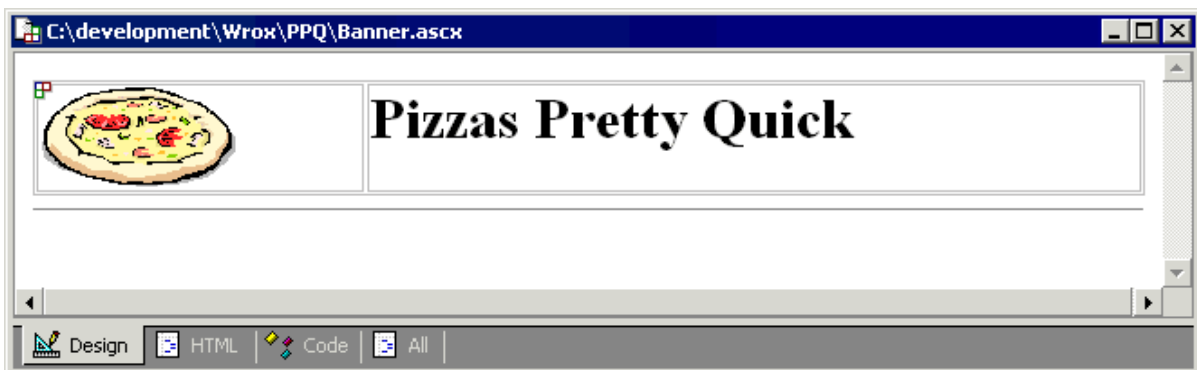 C:\development\Wrox\PPQ\Banner.ascx
Pizzas Pretty Quick
Design HTML Code All